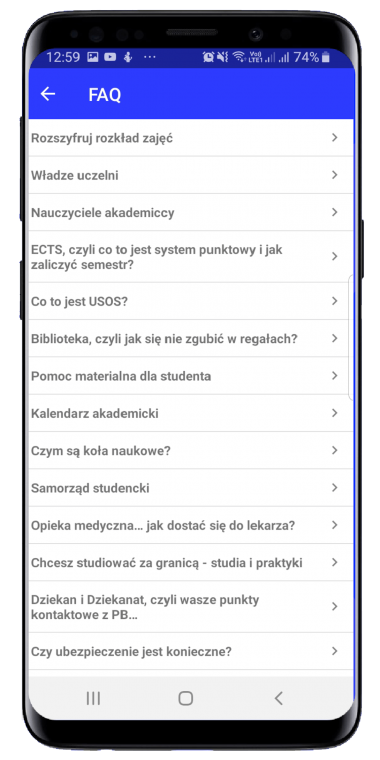 12:59 74%
FAQ
Rozszyfruj rozkład zajęć
Władze uczelni
Nauczyciele akademiccy
ECTS, czyli co to jest system punktowy i jak
zaliczyć semestr?
Co to jest USOS?
Biblioteka, czyli jak się nie zgubić w regałach?
Pomoc materialna dla studenta
Kalendarz akademicki
Czym są koła naukowe?
Samorząd studencki
Opieka medyczna... jak dostać się do lekarza?
Chcesz studiować za granicą - studia i praktyki
Dziekan i Dziekanat, czyli wasze punkty
kontaktowe z PB...
Czy ubezpieczenie jest konieczne?